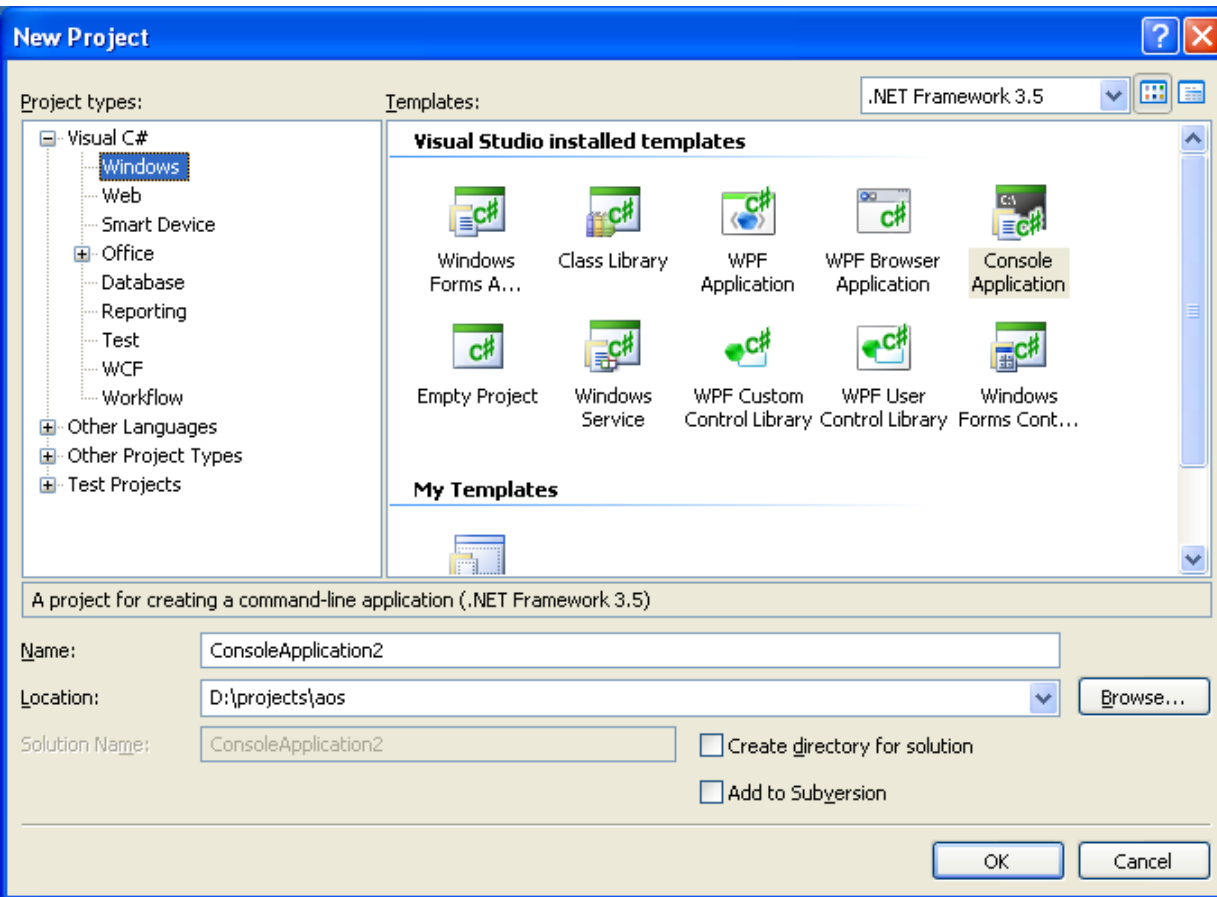 New Project
Project types:
Templates:
.NET Framework 3.5
Visual C#
Windows
Web
Smart Device
Office
Database
Reporting
Test
WCF
Workflow
Other Languages
Other Project Types
Test Projects
Visual Studio installed templates
Windows
Forms A...
Class Library
WPF
Application
WPF Browser
Application
Console
Application
Empty Project
Windows
Service
WPF Custom
Control Library
WPF User
Control Library
Windows
Forms Cont...
My Templates
A project for creating a command-line application (.NET Framework 3.5)
Name:
ConsoleApplication2
Location:
D:\projects\aos
Browse...
Solution Name:
ConsoleApplication2
Create directory for solution
Add to Subversion
OK
Cancel